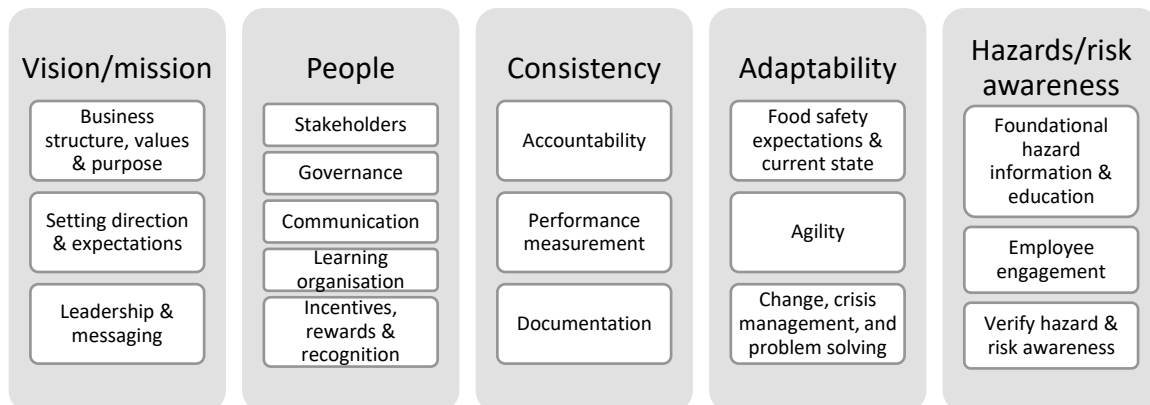 Vision/mission
Business
structure, values
& purpose
Setting direction
& expectations
Leadership &
messaging
People
Stakeholders
Governance
Communication
Learning
organisation
Incentives,
rewards &
recognition
Consistency
Accountability
Performance
measurement
Documentation
Adaptability
Food safety
expectations &
current state
Agility
Change, crisis
management, and
problem solving
Hazards/risk
awareness
Foundational
hazard
information &
education
Employee
engagement
Verify hazard &
risk awareness